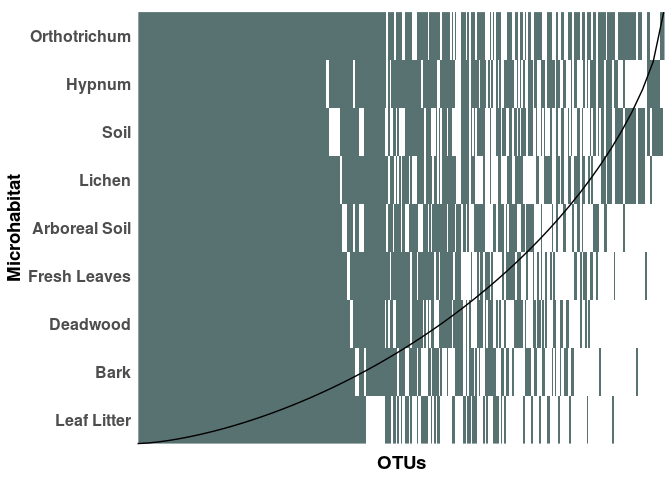 Orthotrichum
Hypnum
Soil
Lichen
Arboreal Soil
Fresh Leaves
Deadwood
Bark
Leaf Litter
Microhabitat
OTUs